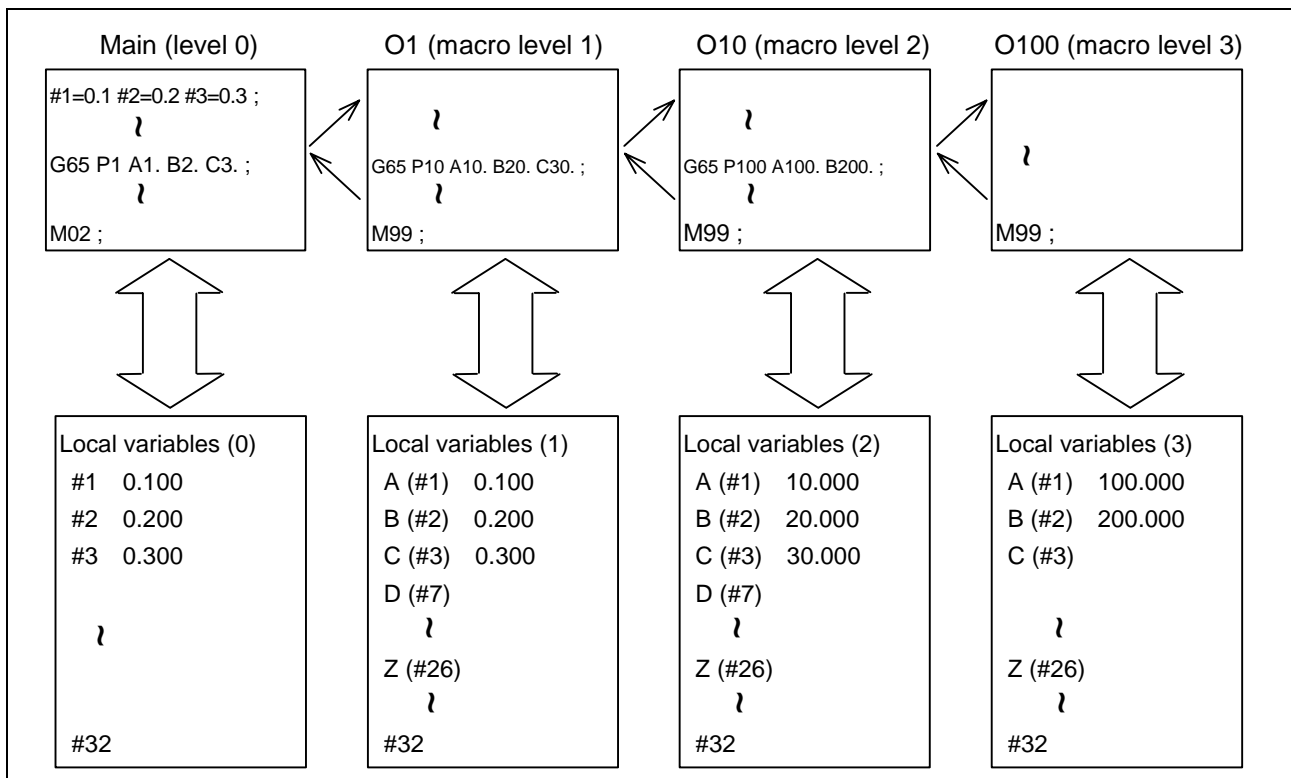 Main (level 0)
#1=0.1 #2=0.2 #3=0.3 ;
~
G65 P1 A1. B2. C3. ;
~
M02 ;
O1 (macro level 1)
~
G65 P10 A10. B20. C30. ;
~
M99 ;
O10 (macro level 2)
~
G65 P100 A100. B200. ;
~
M99 ;
O100 (macro level 3)
~
M99 ;
Local variables (0)
#1 0.100
#2 0.200
#3 0.300
~
#32
Local variables (1)
A (#1) 0.100
B (#2) 0.200
C (#3) 0.300
D (#7)
~
Z (#26)
~
#32
Local variables (2)
A (#1) 10.000
B (#2) 20.000
C (#3) 30.000
D (#7)
~
Z (#26)
~
#32
Local variables (3)
A (#1) 100.000
B (#2) 200.000
C (#3)
~
Z (#26)
~
#32